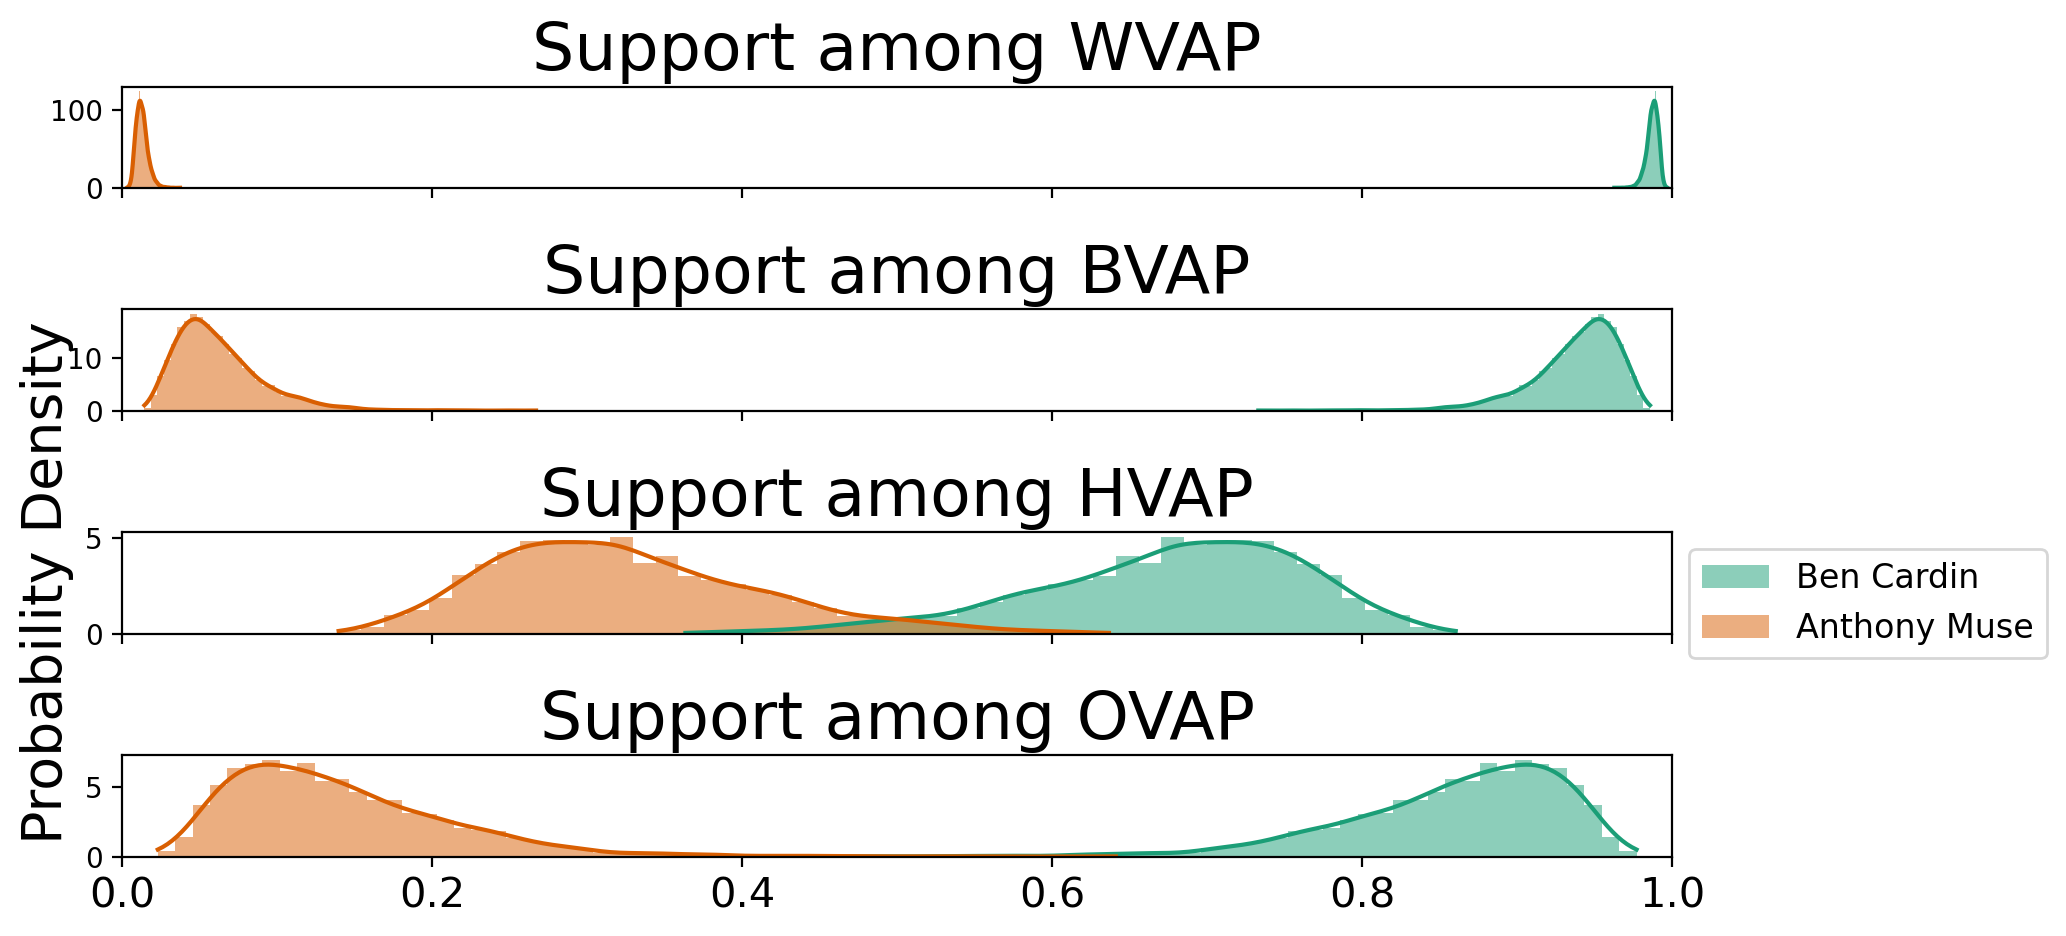 Support among WVAP
100
0
Support among BVAP
10
0
Support among HVAP
5
0
Support among OVAP
5
0
0.0 0.2 0.4 0.6 0.8 1.0
Probability Density
Ben Cardin
Anthony Muse